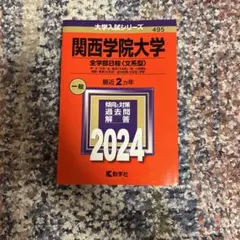 大学入試シリーズ
495
関西学院大学
全学部日程〈文系型〉
一般
最近2カ年
傾向と対策
過去問
解答
2024
教学社